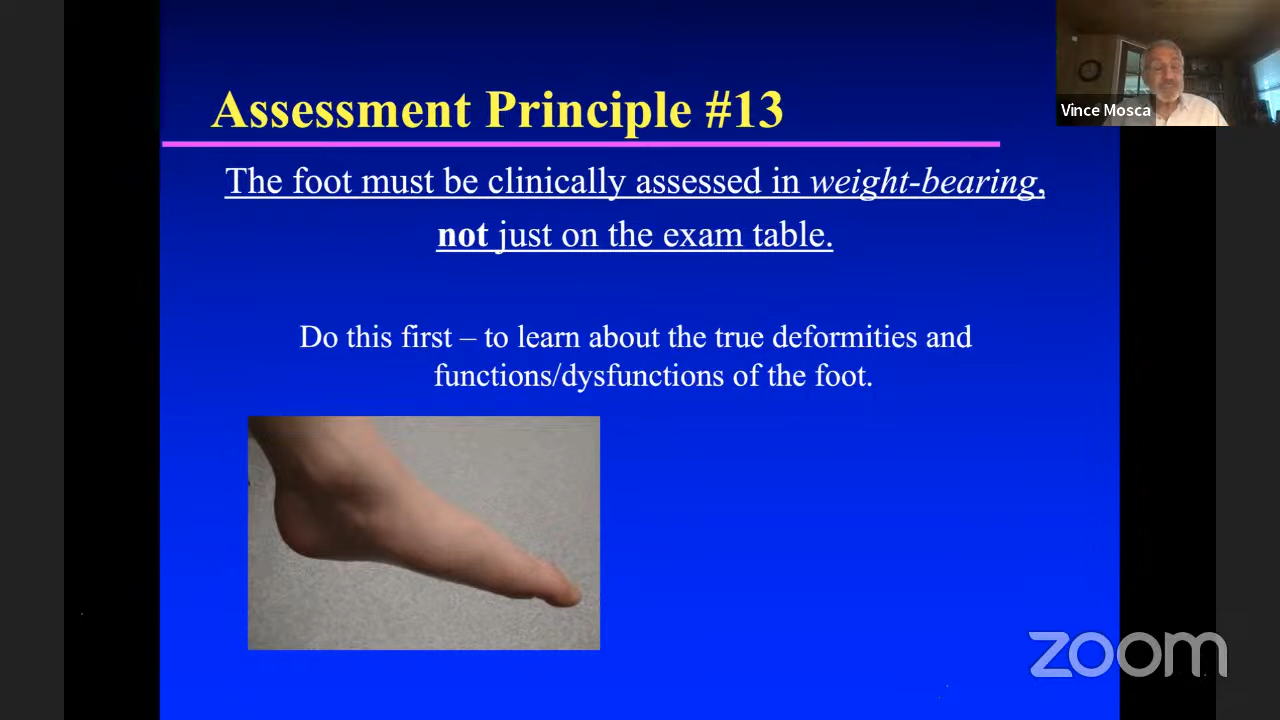 Assessment Principle #13
The foot must be clinically assessed in weight-bearing,
not just on the exam table.
Do this first – to learn about the true deformities and
functions/dysfunctions of the foot.
Vince Mosca
zoom